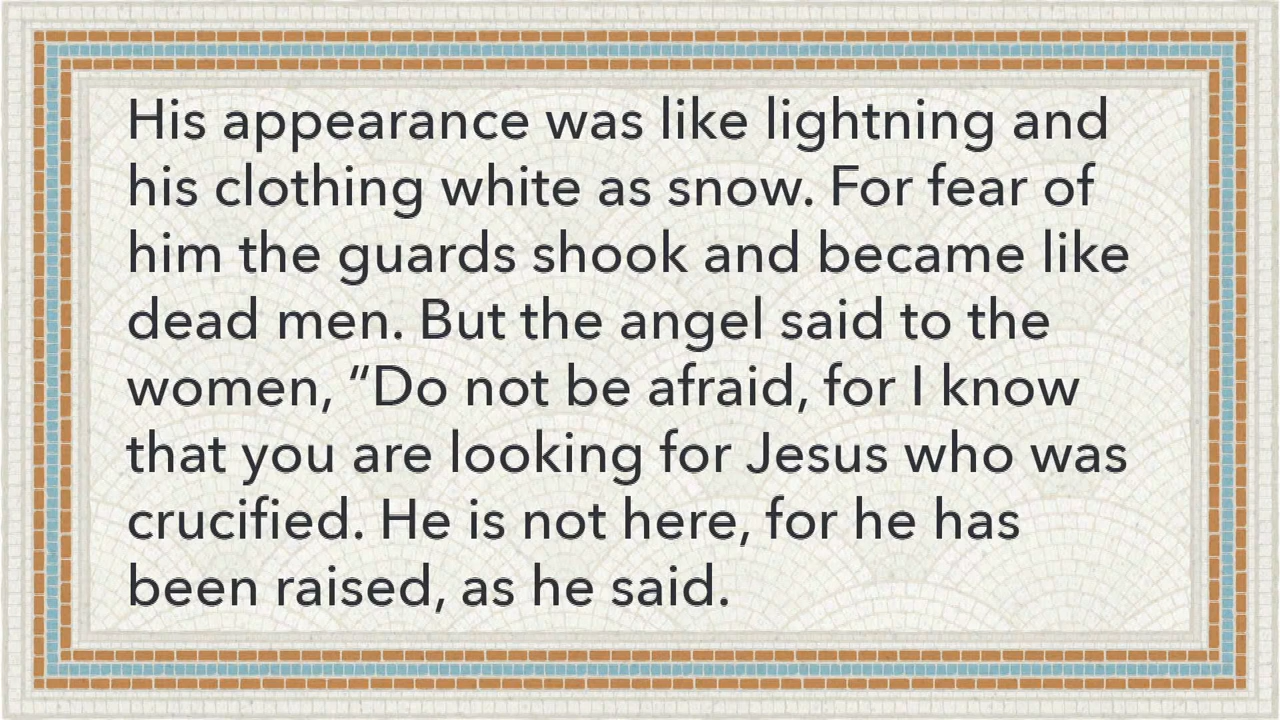 His appearance was like lightning and
his clothing white as snow. For fear of
him the guards shook and became like
dead men. But the angel said to the
women, “Do not be afraid, for I know
that you are looking for Jesus who was
crucified. He is not here, for he has
been raised, as he said.